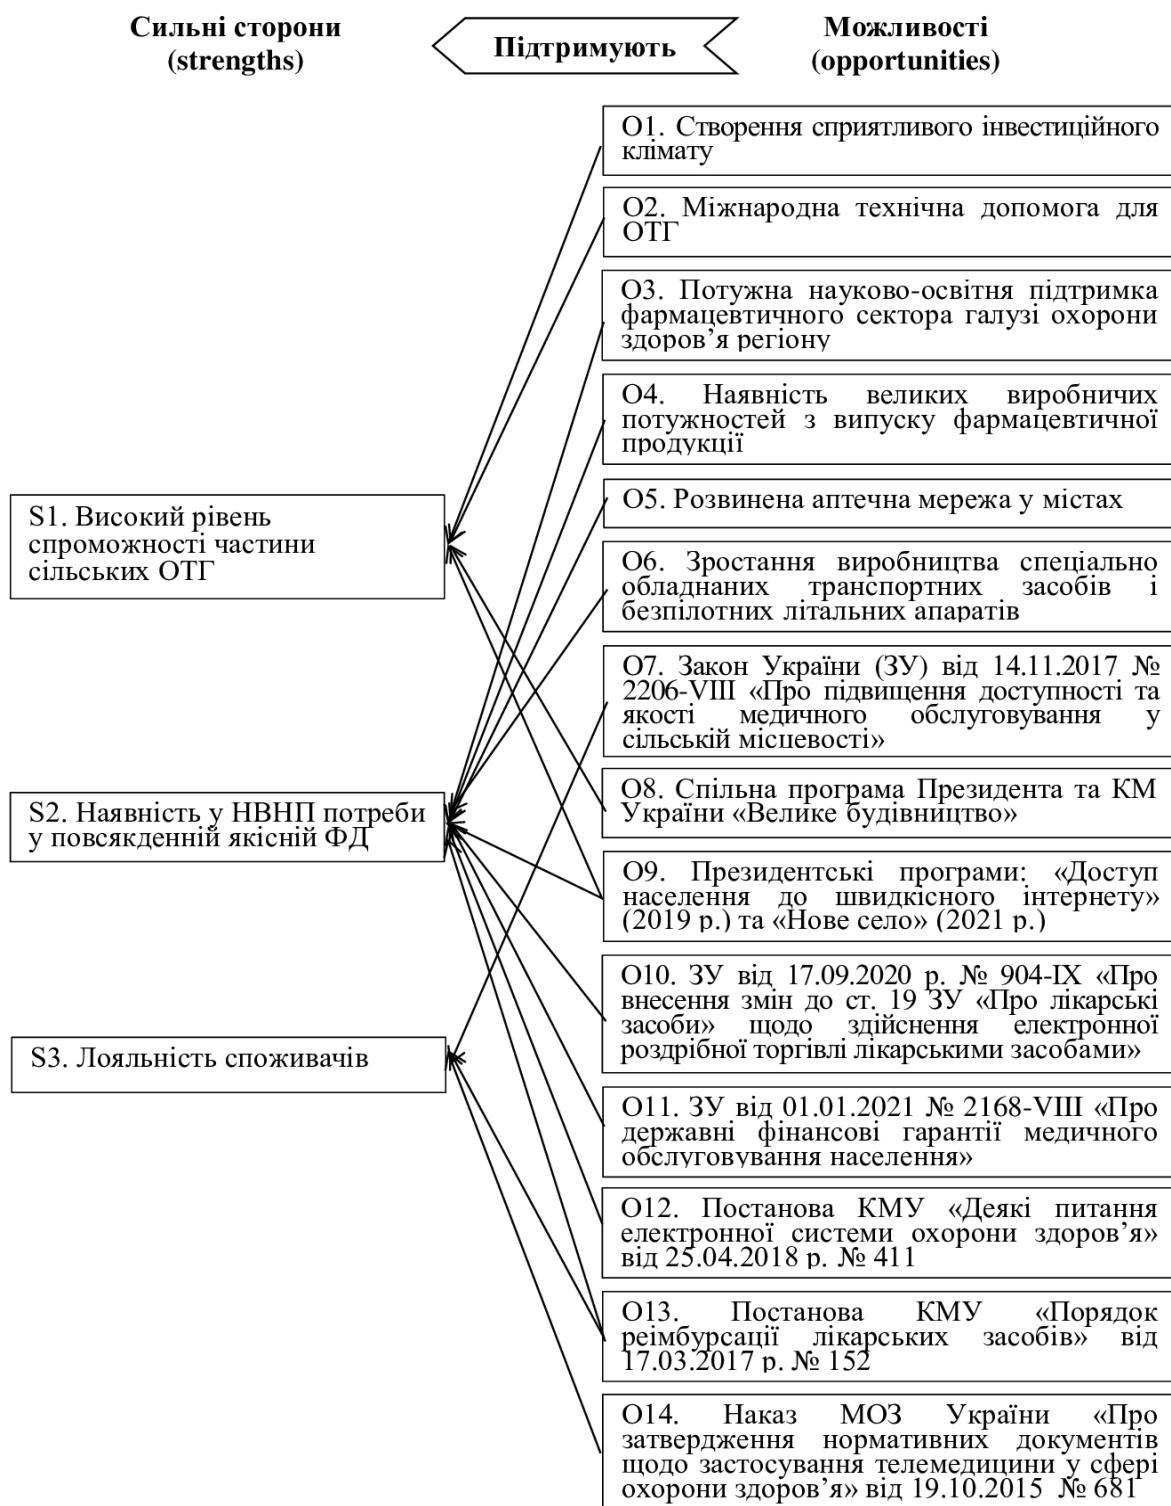 Сильні сторони
(strengths)
Підтримують
Можливості
(opportunities)
O1. Створення сприятливого інвестиційного
клімату
O2. Міжнародна технічна допомога для
ОТГ
O3. Потужна науково-освітня підтримка
фармацевтичного сектора галузі охорони
здоров’я регіону
O4. Наявність великих виробничих
потужностей з випуску фармацевтичної
продукції
S1. Високий рівень
спроможності частини
сільських ОТГ
O5. Розвинена аптечна мережа у містах
O6. Зростання виробництва спеціально
обладнаних транспортних засобів і
безпілотних літальних апаратів
O7. Закон України (ЗУ) від 14.11.2017 №
2206-VIII «Про підвищення доступності та
якості медичного обслуговування у
сільській місцевості»
S2. Наявність у НВНП потреби
у повсякденній якісній ФД
O8. Спільна програма Президента та КМ
України «Велике будівництво»
O9. Президентські програми: «Доступ
населення до швидкісного інтернету»
(2019 р.) та «Нове село» (2021 р.)
O10. ЗУ від 17.09.2020 р. № 904-IX «Про
внесення змін до ст. 19 ЗУ «Про лікарські
засоби» щодо здійснення електронної
роздрібної торгівлі лікарськими засобами»
S3. Лояльність споживачів
O11. ЗУ від 01.01.2021 № 2168-VIII «Про
державні фінансові гарантії медичного
обслуговування населення»
O12. Постанова КМУ «Деякі питання
електронної системи охорони здоров’я»
від 25.04.2018 р. № 411
O13. Постанова КМУ «Порядок
реімбурсації лікарських засобів» від
17.03.2017 р. № 152
O14. Наказ МОЗ України «Про
затвердження нормативних документів
щодо застосування телемедицини у сфері
охорони здоров’я» від 19.10.2015 № 681